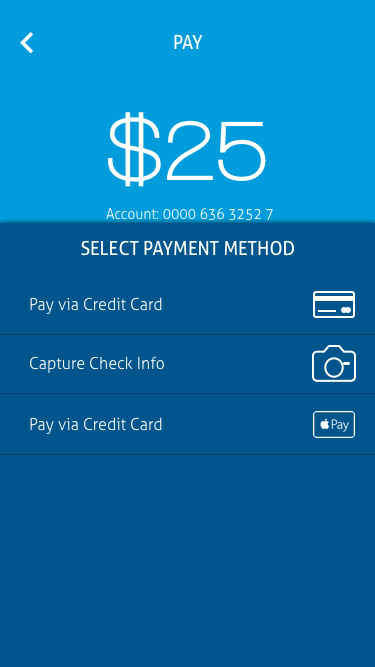 PAY
$25
Account: 0000 636 3252 7
SELECT PAYMENT METHOD
Pay via Credit Card
Capture Check Info
Pay via Credit Card
Pay